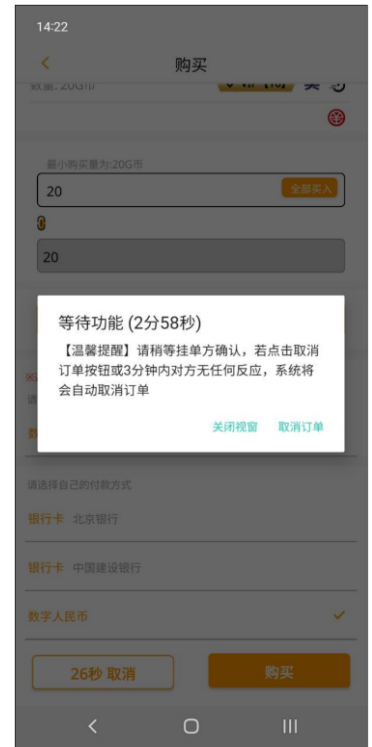 14:22
购买
数量: 20G币
最小购买量为:20G币
20
全部买入
20
等待功能 (2分58秒)
【温馨提醒】请稍等挂单方确认，若点击取消
订单按钮或3分钟内对方无任何反应，系统将
会自动取消订单
关闭视窗 取消订单
请选择自己的付款方式
银行卡 北京银行
银行卡 中国建设银行
数字人民币
26秒 取消
购买